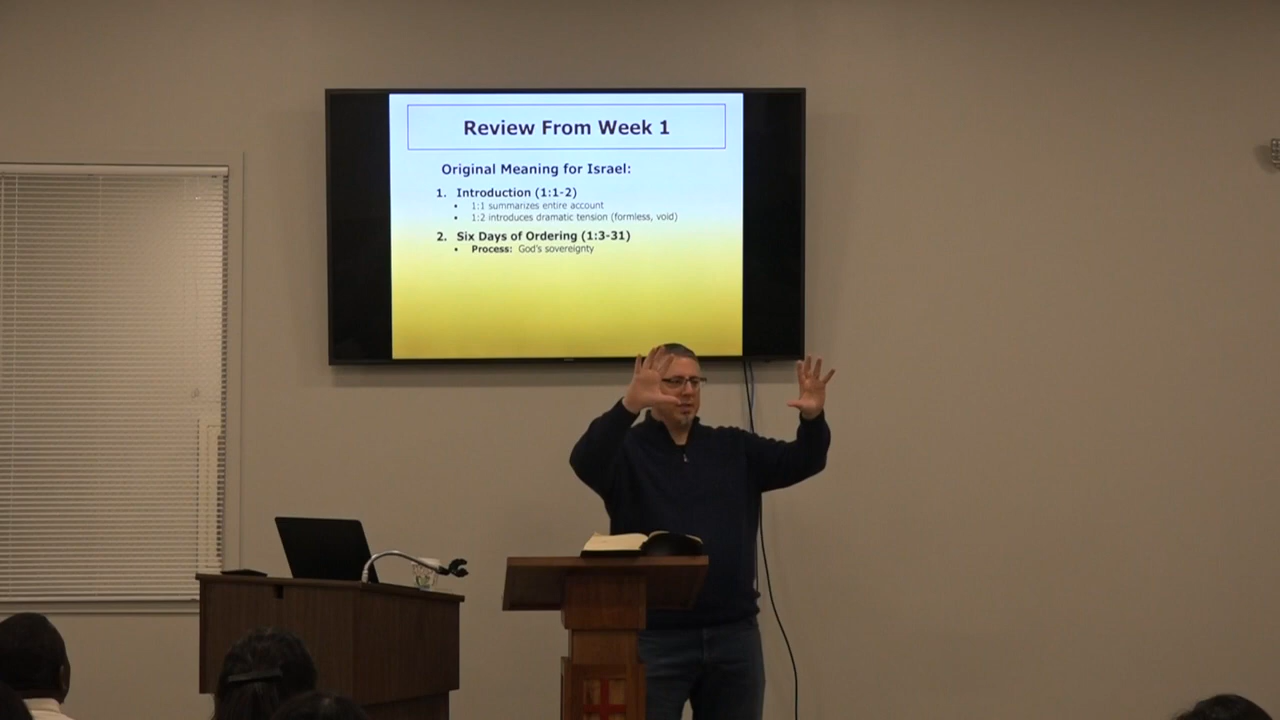 Review From Week 1
Original Meaning for Israel:
1. Introduction (1:1-2)
• 1:1 summarizes entire account
• 1:2 introduces dramatic tension (formless, void)
2. Six Days of Ordering (1:3-31)
• Process: God's sovereignty